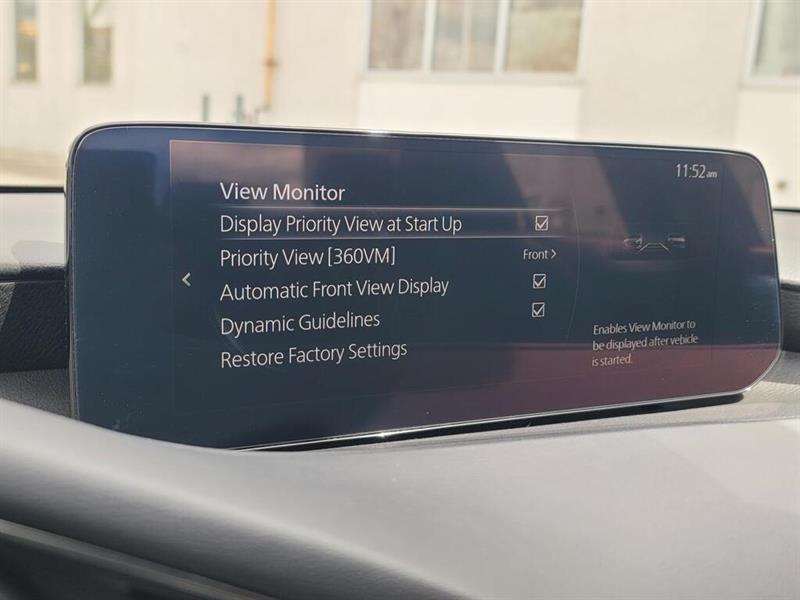 11:52am
View Monitor
Display Priority View at Start Up
Priority View [360VM] Front
Automatic Front View Display
Dynamic Guidelines
Restore Factory Settings
Enables View Monitor to
be displayed after vehicle
is started.